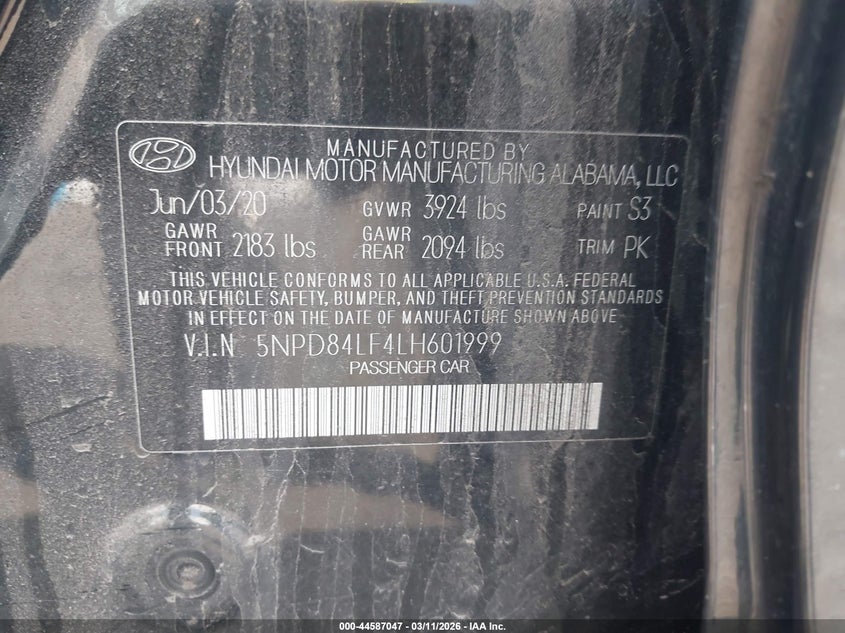 MANUFACTURED BY
HYUNDAI MOTOR MANUFACTURING ALABAMA, LLC
Jun/03/20 GVWR 3924 lbs PAINT S3
GAWR FRONT 2183 lbs GAWR REAR 2094 lbs TRIM PK
THIS VEHICLE CONFORMS TO ALL APPLICABLE U.S.A. FEDERAL
MOTOR VEHICLE SAFETY, BUMPER, AND THEFT PREVENTION STANDARDS
IN EFFECT ON THE DATE OF MANUFACTURE SHOWN ABOVE.
V.I.N 5NPD84LF4LH601999
PASSENGER CAR
000-44587047 - 03/11/2026 - IAA Inc.